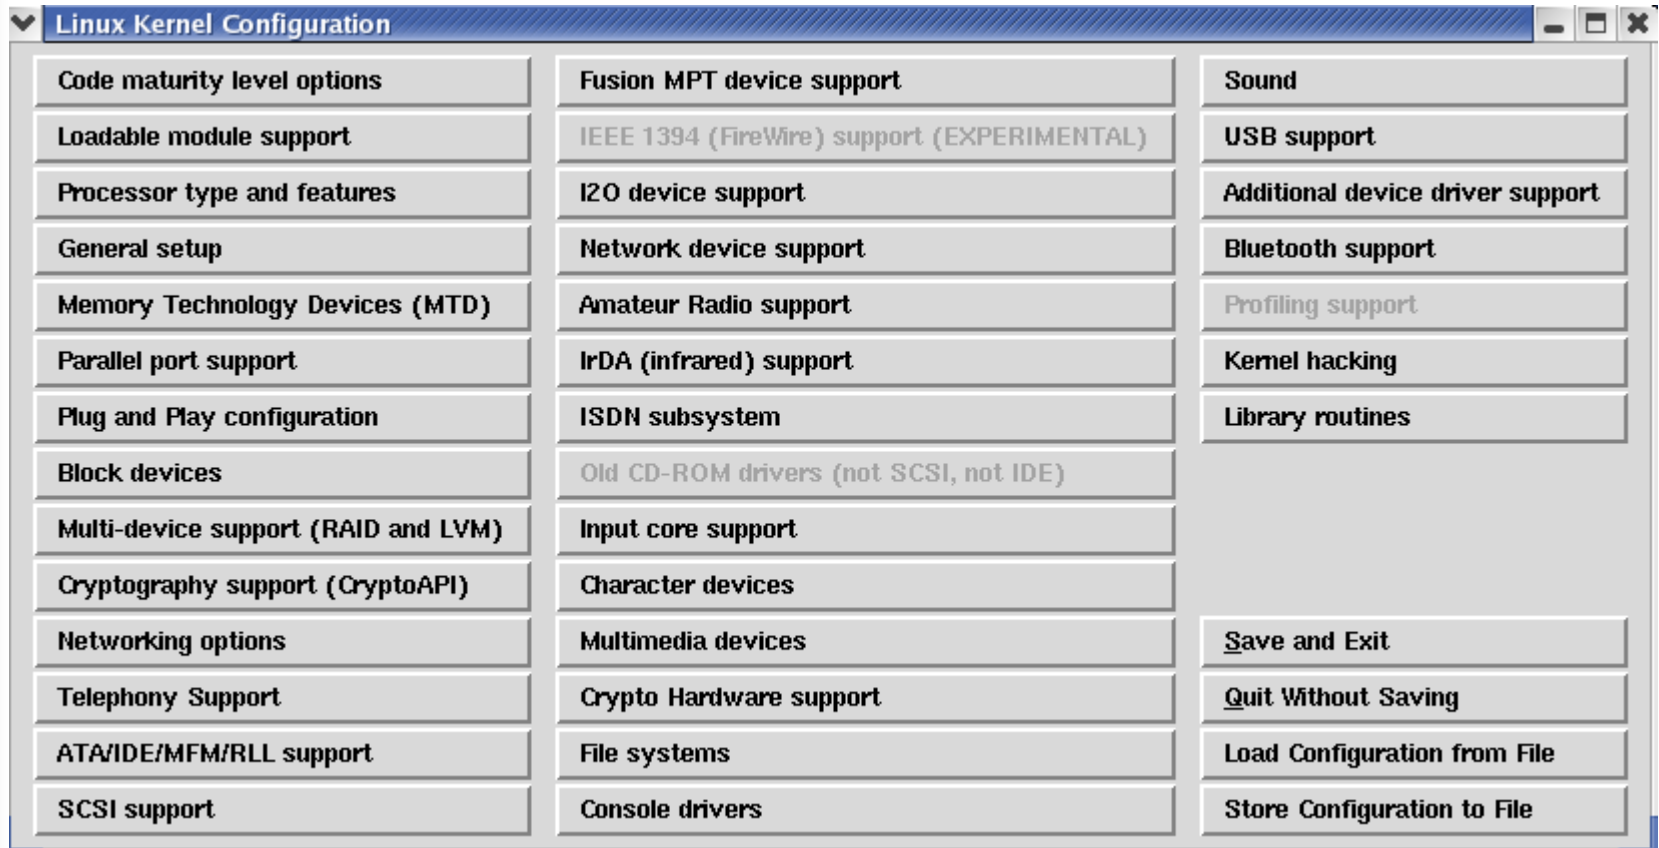 Linux Kernel Configuration
Code maturity level options
Loadable module support
Processor type and features
General setup
Memory Technology Devices (MTD)
Parallel port support
Plug and Play configuration
Block devices
Multi-device support (RAID and LVM)
Cryptography support (CryptoAPI)
Networking options
Telephony Support
ATA/IDE/MFM/RLL support
SCSI support
Fusion MPT device support
IEEE 1394 (FireWire) support (EXPERIMENTAL)
I2O device support
Network device support
Amateur Radio support
IrDA (infrared) support
ISDN subsystem
Old CD-ROM drivers (not SCSI, not IDE)
Input core support
Character devices
Multimedia devices
Crypto Hardware support
File systems
Console drivers
Sound
USB support
Additional device driver support
Bluetooth support
Profiling support
Kernel hacking
Library routines
Save and Exit
Quit Without Saving
Load Configuration from File
Store Configuration to File